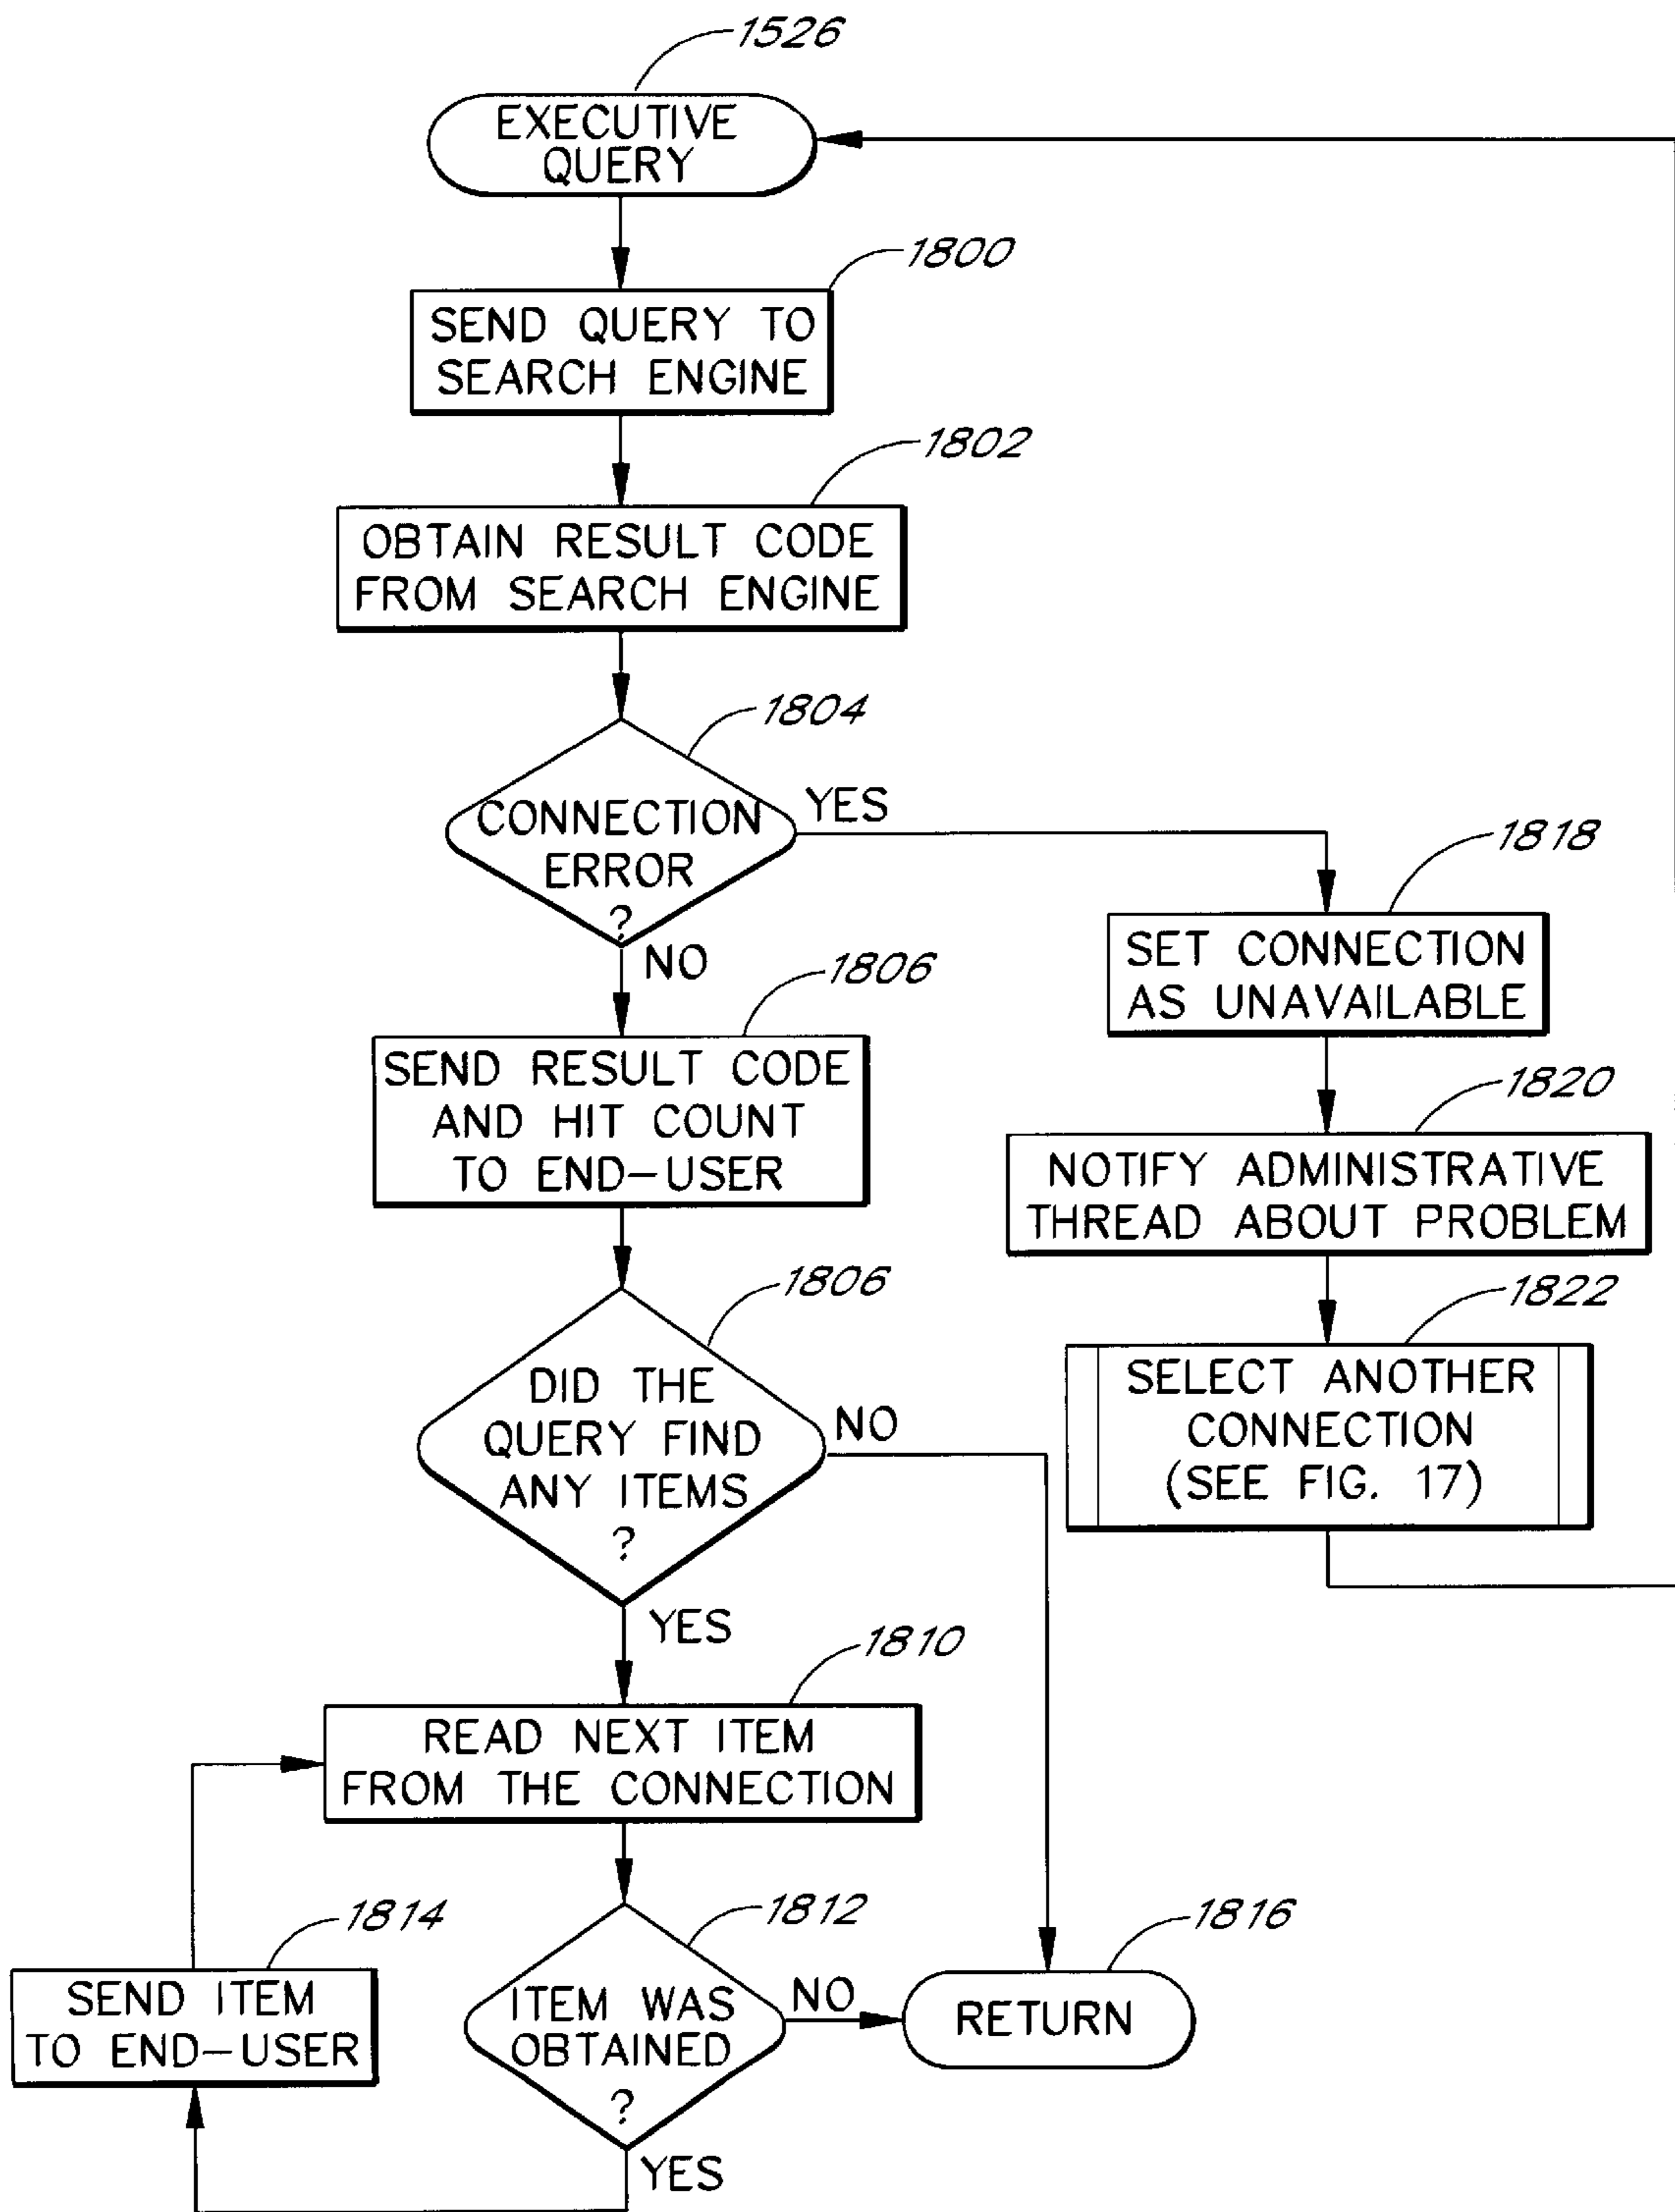 1526
EXECUTIVE
QUERY
1800
SEND QUERY TO
SEARCH ENGINE
1802
OBTAIN RESULT CODE
FROM SEARCH ENGINE
1804
CONNECTION
ERROR
?
YES
NO
1806
SEND RESULT CODE
AND HIT COUNT
TO END-USER
1806
DID THE
QUERY FIND
ANY ITEMS
?
NO
YES
1810
READ NEXT ITEM
FROM THE CONNECTION
1812
ITEM WAS
OBTAINED
?
NO
YES
1814
SEND ITEM
TO END-USER
1816
RETURN
1818
SET CONNECTION
AS UNAVAILABLE
1820
NOTIFY ADMINISTRATIVE
THREAD ABOUT PROBLEM
1822
SELECT ANOTHER
CONNECTION
(SEE FIG. 17)